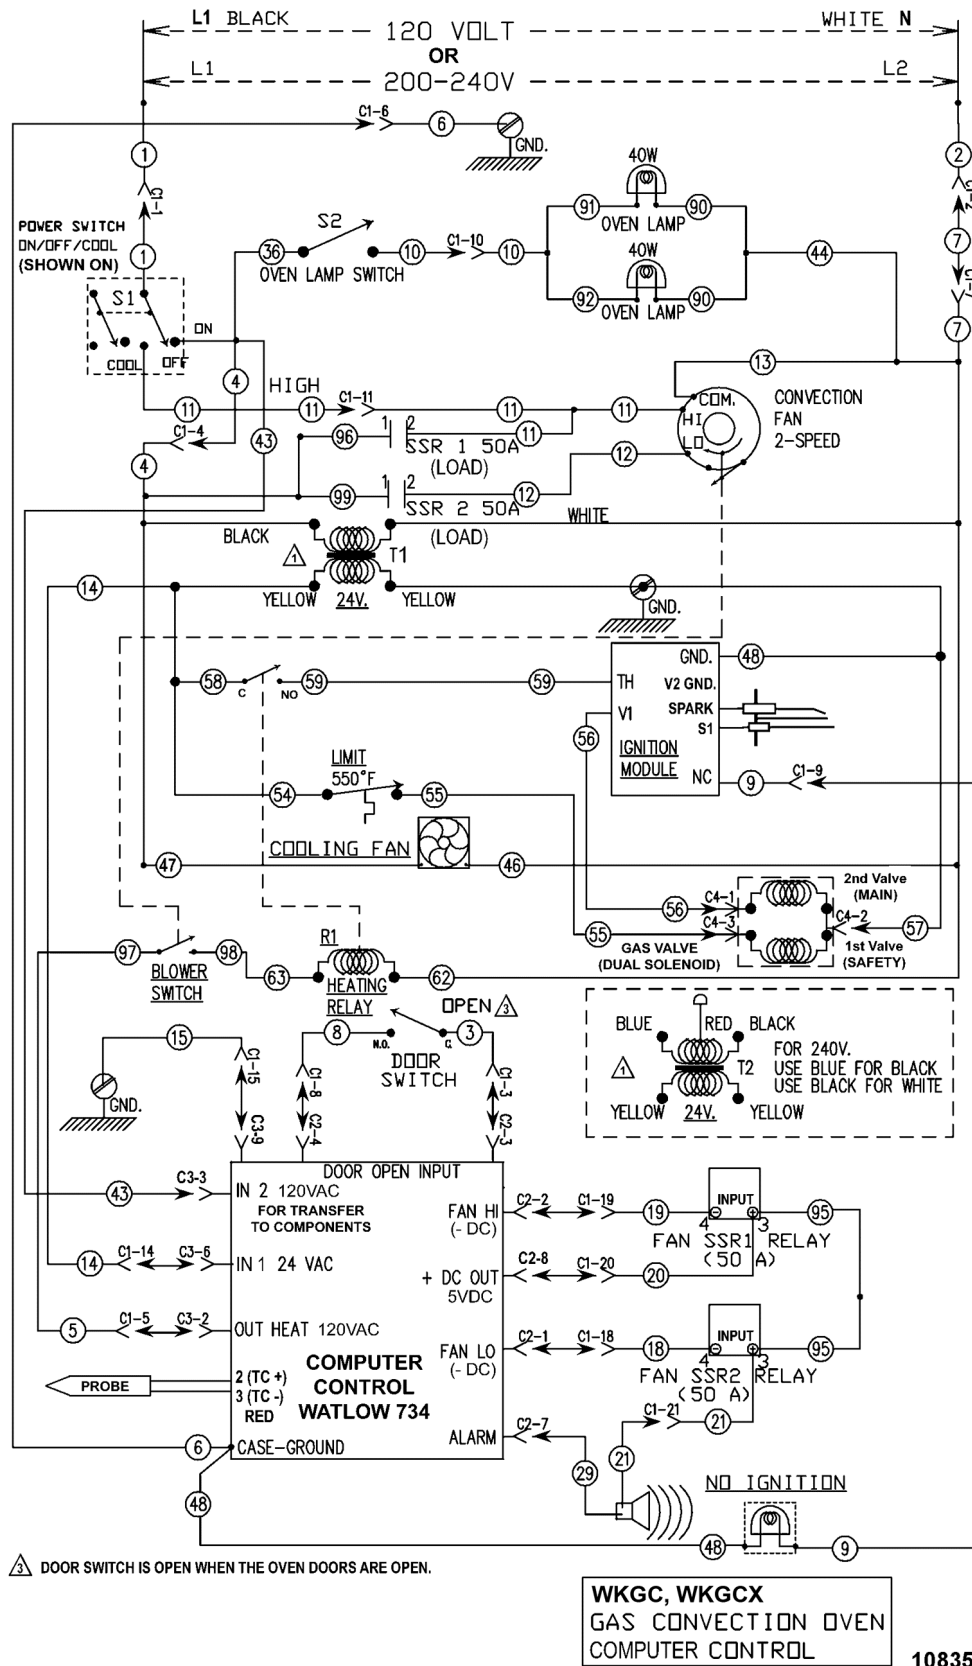 L1 BLACK
WHITE N
120 VOLT
OR
L1
L2
200-240V
C1-6
6
GND.
1
2
C1-1
C1-2
40W
91
90
OVEN LAMP
POWER SWITCH
ON/OFF/COOL
(SHOWN ON)
1
S2
36
10
C1-10
10
44
7
OVEN LAMP SWITCH
40W
92
90
OVEN LAMP
7
S1
ON
COOL
OFF
13
4
HIGH
11
11
C1-11
11
11
COM.
HI
LO
CONVECTION
FAN
2-SPEED
C1-4
43
96
1
2
11
SSR 1 50A
(LOAD)
4
12
99
1
2
12
SSR 2 50A
(LOAD)
BLACK
WHITE
1
T1
14
YELLOW
24V.
YELLOW
GND.
GND.
48
58
C
NO
59
59
TH
V2 GND.
V1
SPARK
S1
56
IGNITION
MODULE
NC
9
C1-9
LIMIT
550°F
54
55
COOLING FAN
47
46
2nd Valve
(MAIN)
56
C4-1
C4-3
C4-2
57
55
GAS VALVE
(DUAL SOLENOID)
1st Valve
(SAFETY)
97
98
BLOWER
SWITCH
63
R1
HEATING
RELAY
62
OPEN
3
8
N.O.
C.
3
DOOR
SWITCH
15
C1-15
C3-9
C1-8
C2-4
C1-3
C2-3
GND.
BLUE
RED
BLACK
1
T2
FOR 240V.
USE BLUE FOR BLACK
USE BLACK FOR WHITE
YELLOW
24V.
YELLOW
DOOR OPEN INPUT
43
C3-3
IN 2 120VAC
FOR TRANSFER
TO COMPONENTS
FAN HI
(- DC)
C2-2
C1-19
19
INPUT
4
3
95
FAN SSR1 RELAY
(50 A)
14
C1-14
C3-6
IN 1 24 VAC
+ DC OUT
5VDC
C2-8
C1-20
20
5
C1-5
C3-2
OUT HEAT 120VAC
FAN LO
(- DC)
C2-1
C1-18
18
INPUT
4
3
95
FAN SSR2 RELAY
(50 A)
PROBE
2 (TC +)
3 (TC -)
RED
COMPUTER
CONTROL
WATLOW 734
C1-21
21
6
CASE-GROUND
ALARM
C2-7
29
21
48
NO IGNITION
48
9
3 DOOR SWITCH IS OPEN WHEN THE OVEN DOORS ARE OPEN.
WKGC, WKGCX
GAS CONVECTION OVEN
COMPUTER CONTROL
10835